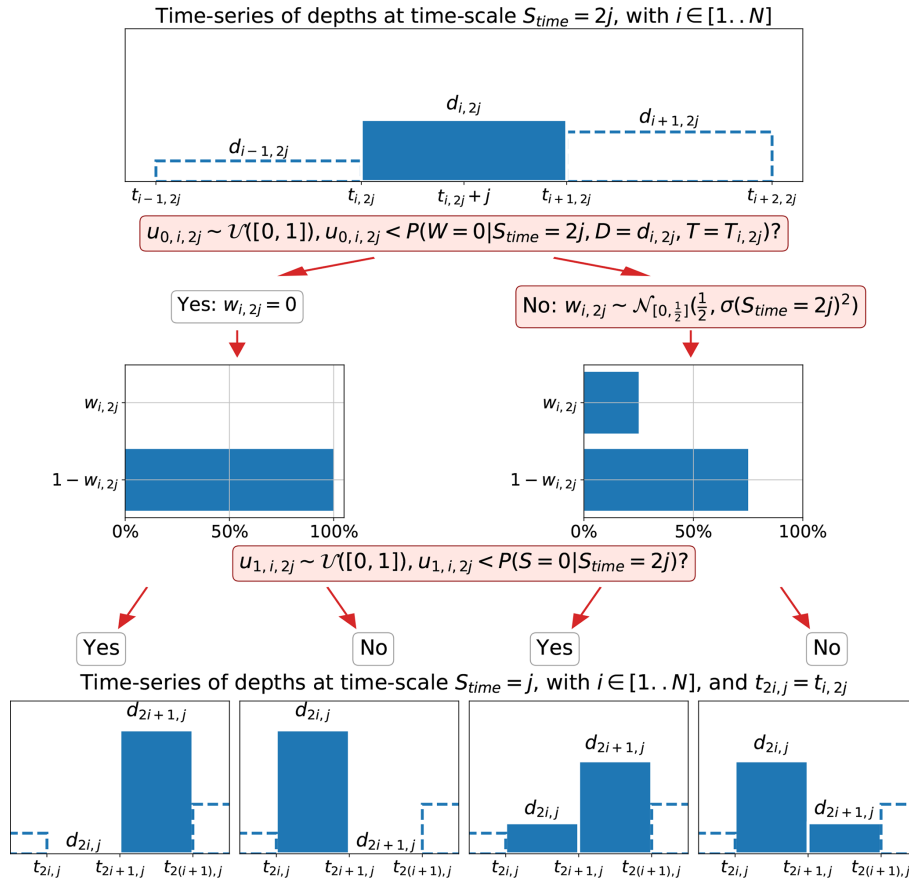 Time-series of depths at time-scale S_time = 2j, with i ∈ [1..N]
d_{i, 2j}
d_{i+1, 2j}
d_{i−1, 2j}
t_{i−1, 2j} t_{i, 2j} t_{i, 2j} + j t_{i+1, 2j} t_{i+2, 2j}
u_{0, i, 2j} ~ 𝒰([0, 1]), u_{0, i, 2j} < P(W = 0|S_time = 2j, D = d_{i, 2j}, T = T_{i, 2j})?
Yes: w_{i, 2j} = 0
No: w_{i, 2j} ~ 𝒩_{[0, 1/2]}(1/2, σ(S_time = 2j)²)
w_{i, 2j}
1 − w_{i, 2j}
0% 50% 100%
w_{i, 2j}
1 − w_{i, 2j}
0% 50% 100%
u_{1, i, 2j} ~ 𝒰([0, 1]), u_{1, i, 2j} < P(S = 0|S_time = 2j)?
Yes No Yes No
Time-series of depths at time-scale S_time = j, with i ∈ [1..N], and t_{2i, j} = t_{i, 2j}
d_{2i+1, j}
d_{2i, j}
t_{2i, j} t_{2i+1, j} t_{2(i+1), j}
d_{2i, j}
d_{2i+1, j}
t_{2i, j} t_{2i+1, j} t_{2(i+1), j}
d_{2i+1, j}
d_{2i, j}
t_{2i, j} t_{2i+1, j} t_{2(i+1), j}
d_{2i, j}
d_{2i+1, j}
t_{2i, j} t_{2i+1, j} t_{2(i+1), j}